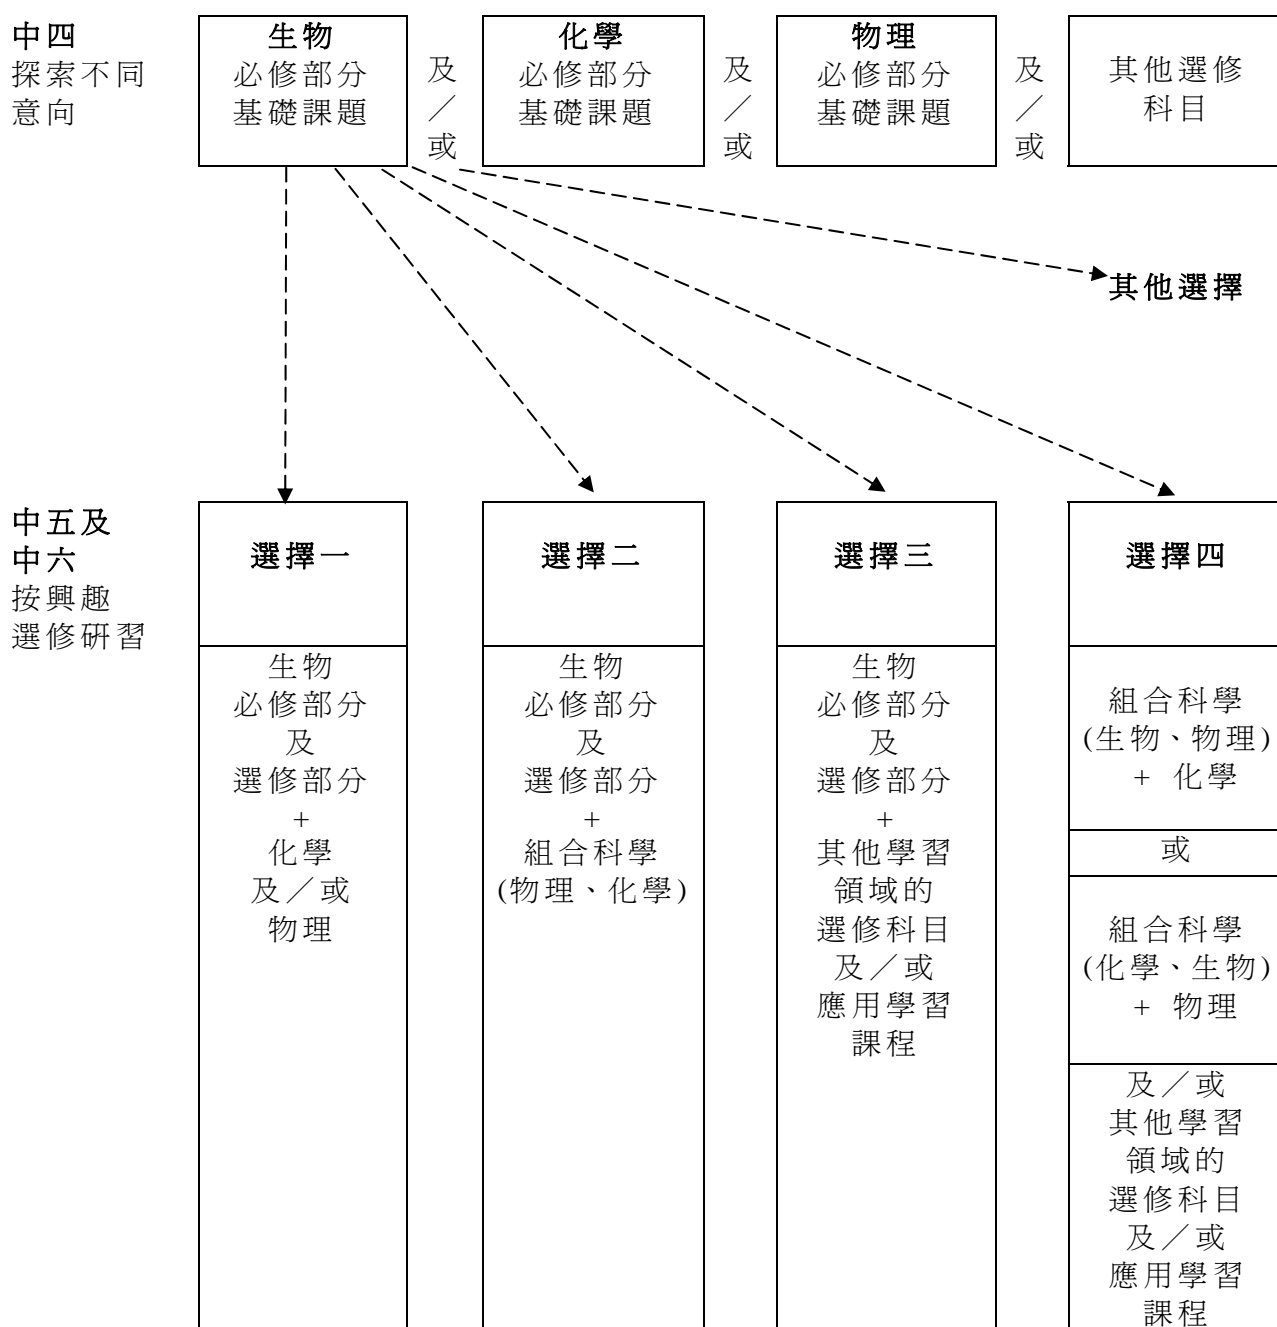 中四
探索不同
意向
生物
必修部分
基礎課題
及
／
或
化學
必修部分
基礎課題
及
／
或
物理
必修部分
基礎課題
及
／
或
其他選修
科目
其他選擇
中五及
中六
按興趣
選修研習
選擇一
生物
必修部分
及
選修部分
+
化學
及／或
物理
選擇二
生物
必修部分
及
選修部分
+
組合科學
(物理、化學)
選擇三
生物
必修部分
及
選修部分
+
其他學習
領域的
選修科目
及／或
應用學習
課程
選擇四
組合科學
(生物、物理)
+ 化學
或
組合科學
(化學、生物)
+ 物理
及／或
其他學習
領域的
選修科目
及／或
應用學習
課程